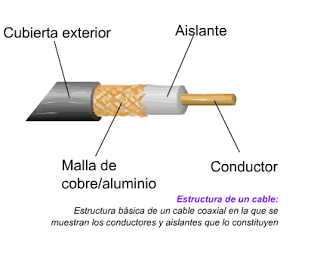 Cubierta exterior
Aislante
Malla de
cobre/aluminio
Conductor
Estructura de un cable:
Estructura básica de un cable coaxial en la que se
muestran los conductores y aislantes que lo constituyen